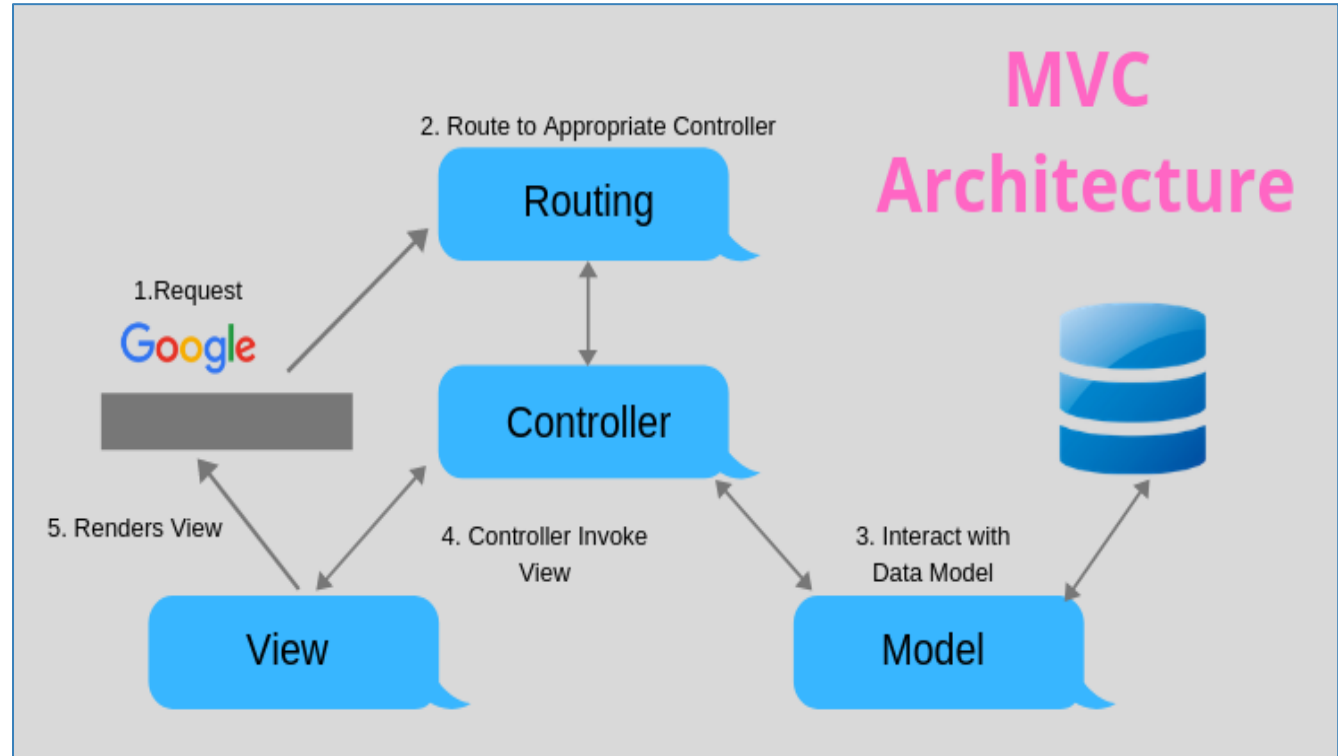 MVC
Architecture
2. Route to Appropriate Controller
Routing
1.Request
Google
Controller
5. Renders View
4. Controller Invoke
View
3. Interact with
Data Model
View
Model